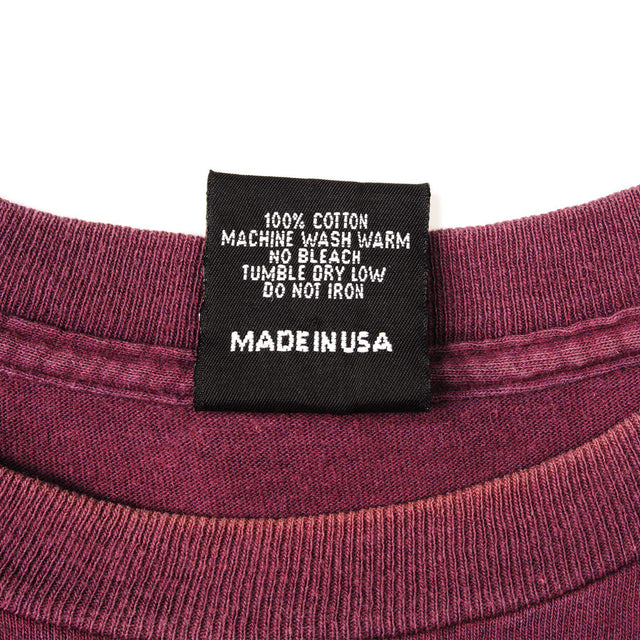 100% COTTON
MACHINE WASH WARM
NO BLEACH
TUMBLE DRY LOW
DO NOT IRON
MADE IN USA